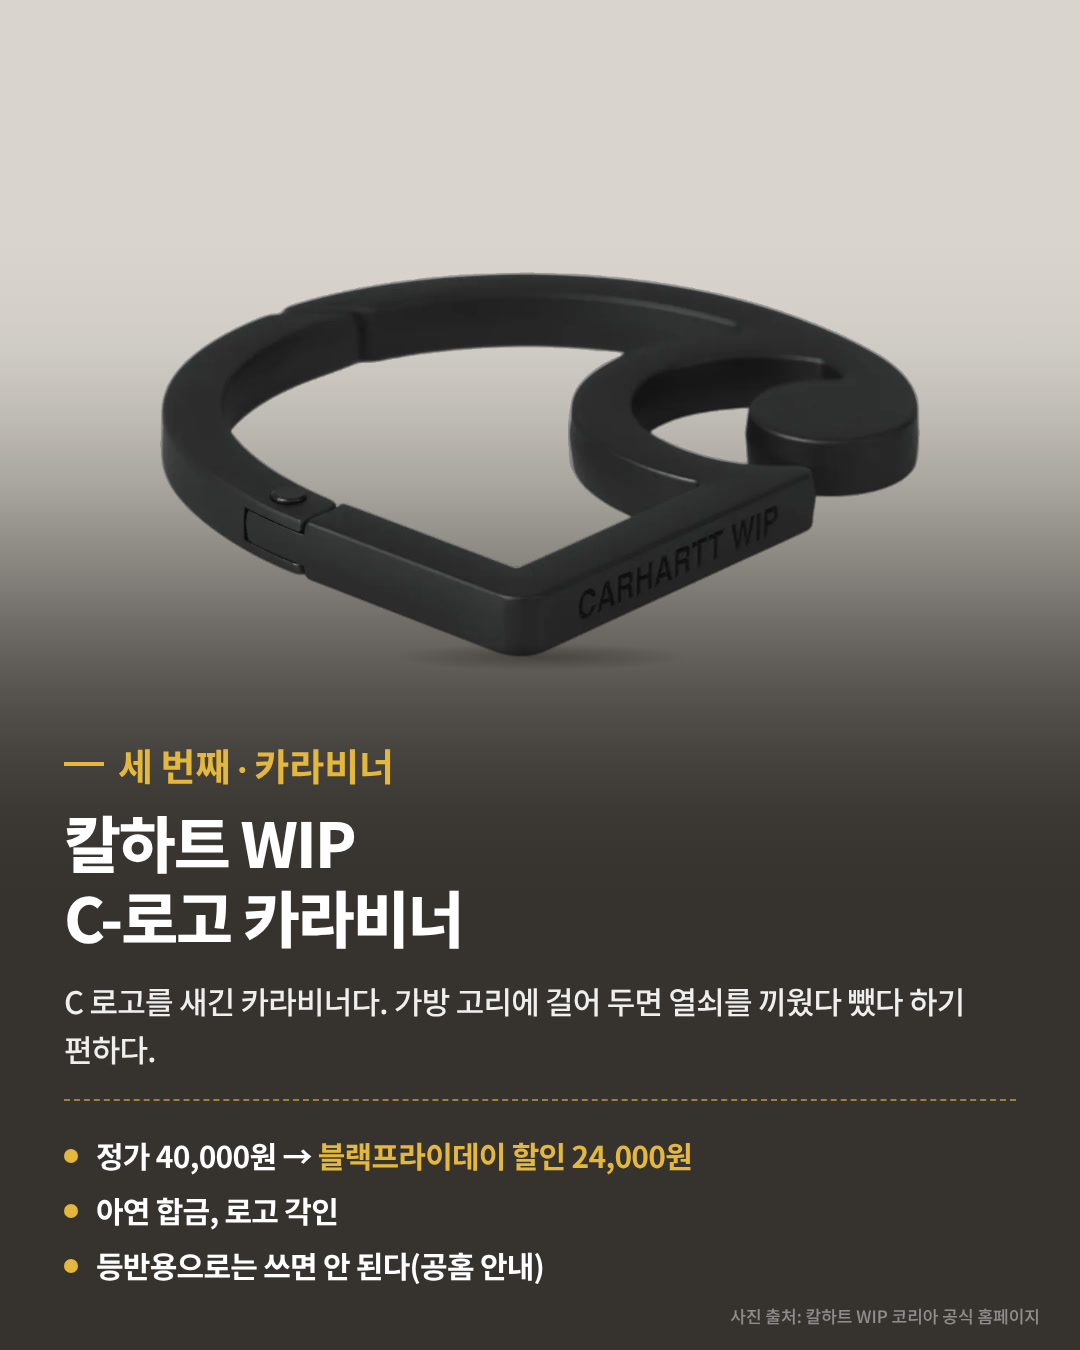 CARHARTT WIP
세 번째 · 카라비너
칼하트 WIP
C-로고 카라비너
C 로고를 새긴 카라비너다. 가방 고리에 걸어 두면 열쇠를 끼웠다 뺐다 하기
편하다.
정가 40,000원 → 블랙프라이데이 할인 24,000원
아연 합금, 로고 각인
등반용으로는 쓰면 안 된다(공홈 안내)
사진 출처: 칼하트 WIP 코리아 공식 홈페이지